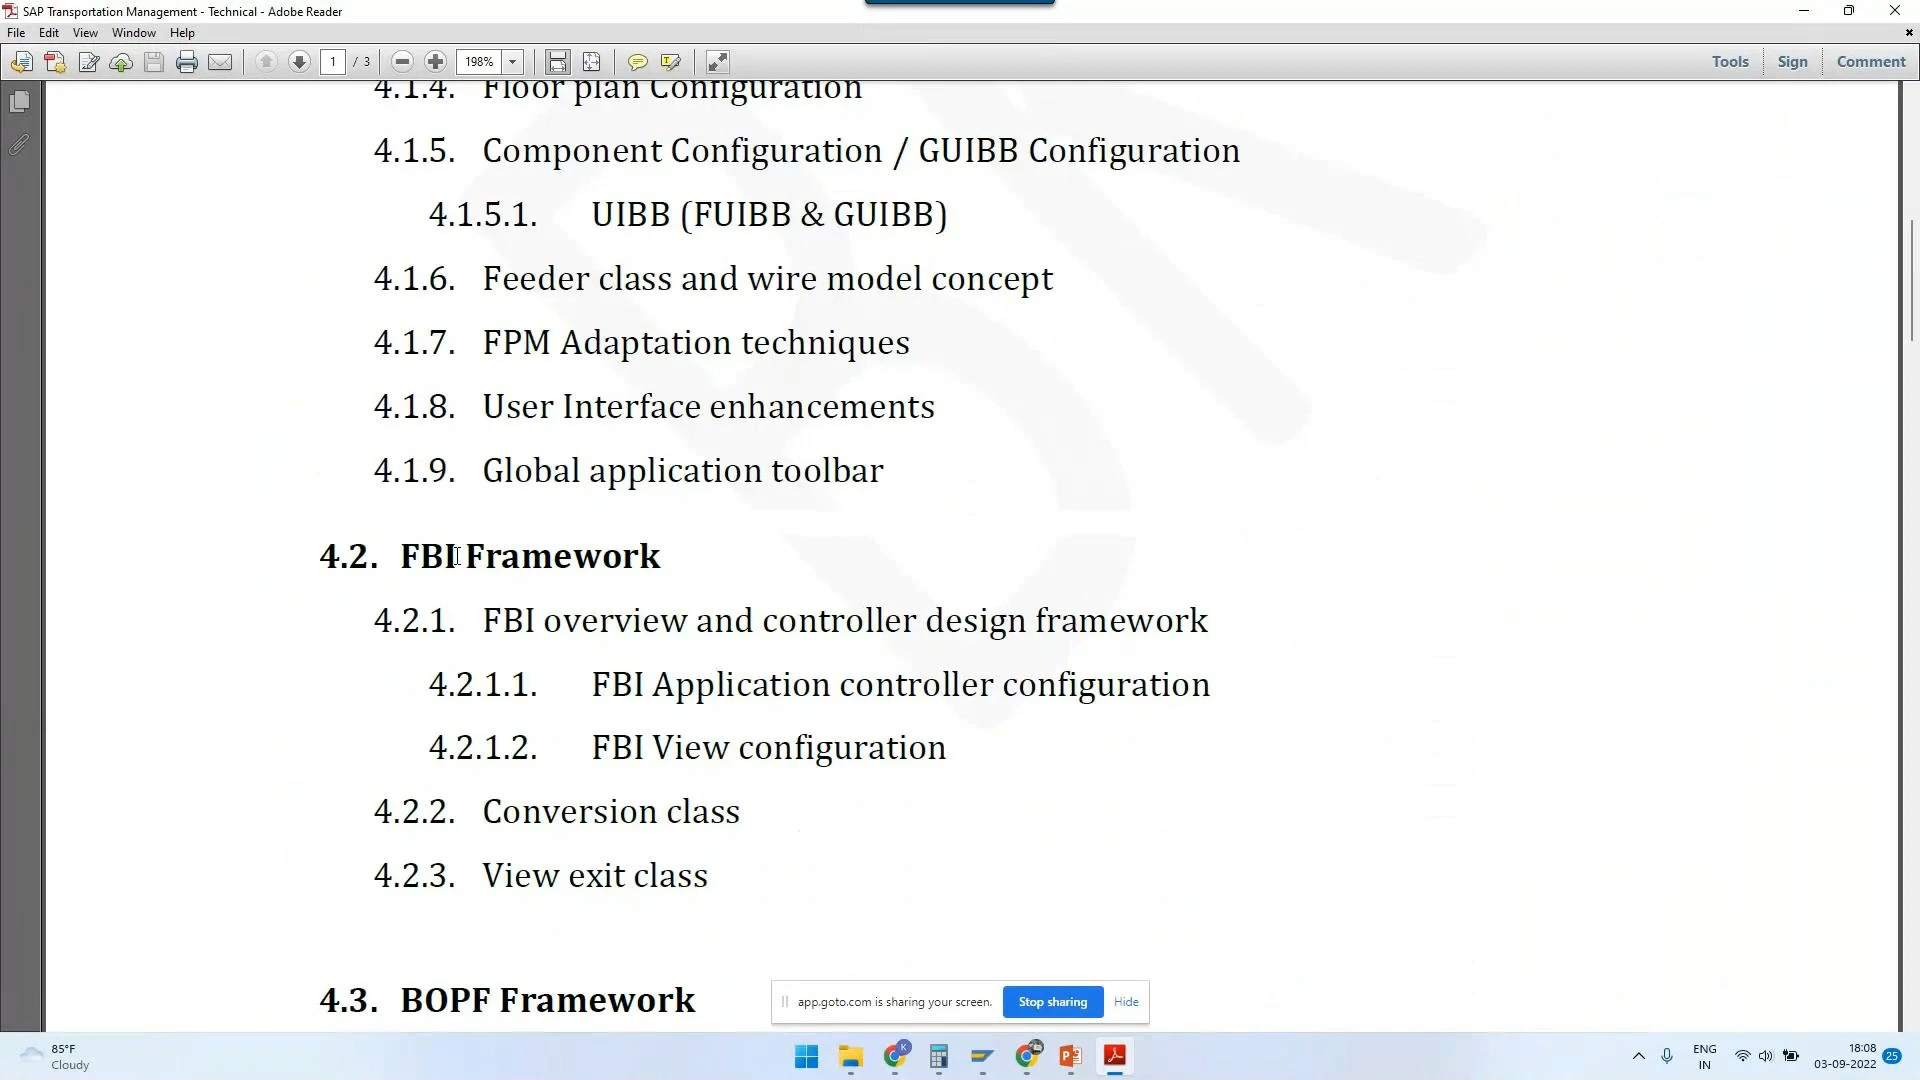 SAP Transportation Management - Technical - Adobe Reader
File Edit View Window Help
1 / 3 198% Tools Sign Comment
4.1.4. Floor plan Configuration
4.1.5. Component Configuration / GUIBB Configuration
4.1.5.1. UIBB (FUIBB & GUIBB)
4.1.6. Feeder class and wire model concept
4.1.7. FPM Adaptation techniques
4.1.8. User Interface enhancements
4.1.9. Global application toolbar
4.2. FBI Framework
4.2.1. FBI overview and controller design framework
4.2.1.1. FBI Application controller configuration
4.2.1.2. FBI View configuration
4.2.2. Conversion class
4.2.3. View exit class
4.3. BOPF Framework
app.goto.com is sharing your screen. Stop sharing Hide
85°F
Cloudy
K
ENG
IN
18:08
03-09-2022
25